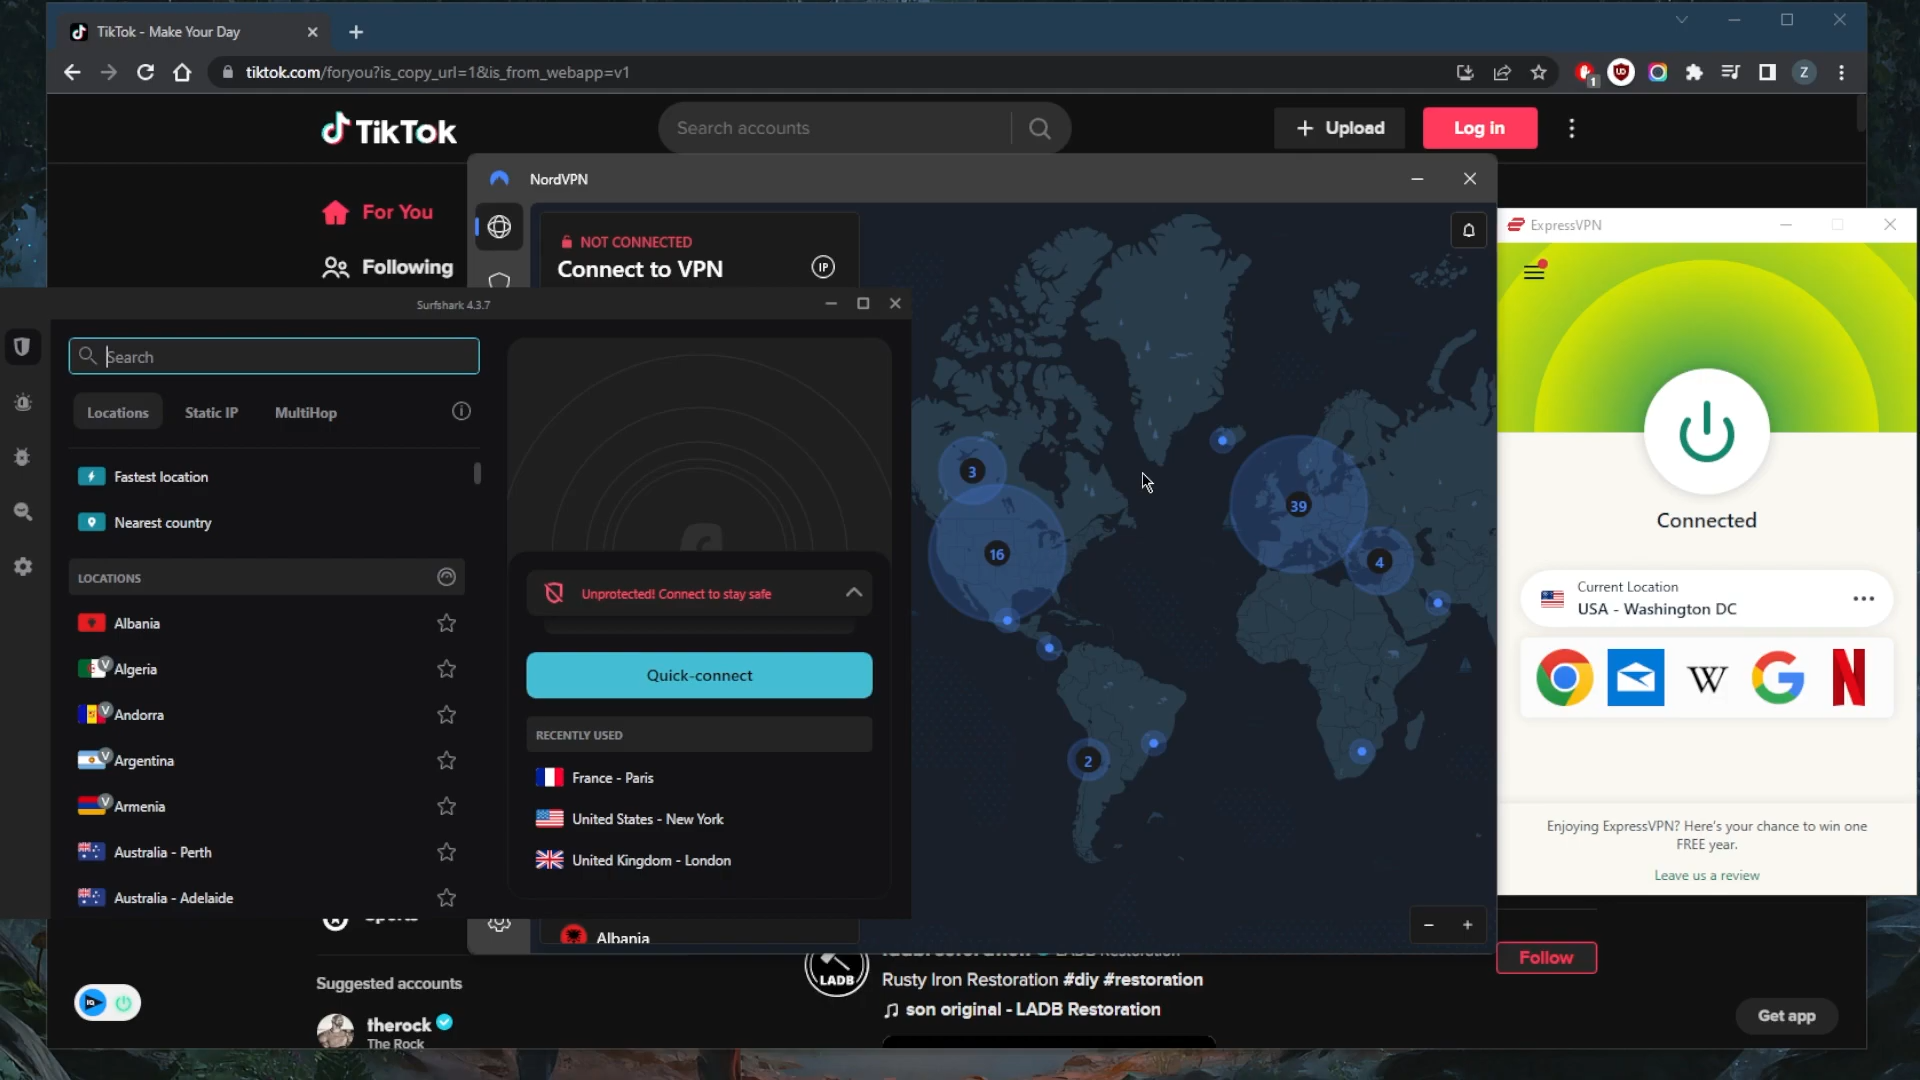 TikTok - Make Your Day
tiktok.com/foryou?is_copy_url=1&is_from_webapp=v1
1
Z
TikTok
Search accounts
Upload
Log in
For You
Following
NordVPN
NOT CONNECTED
Connect to VPN
IP
3
16
39
4
2
Albania
Surfshark 4.3.7
Search
Locations
Static IP
MultiHop
Fastest location
Nearest country
LOCATIONS
Albania
V Algeria
V Andorra
V Argentina
V Armenia
Australia - Perth
Australia - Adelaide
Unprotected! Connect to stay safe
Quick-connect
RECENTLY USED
France - Paris
United States - New York
United Kingdom - London
ExpressVPN
Connected
Current Location
USA - Washington DC
W
G
N
Enjoying ExpressVPN? Here's your chance to win one
FREE year.
Leave us a review
Sports
Suggested accounts
therock
The Rock
LADB
LADB Restoration
Rusty Iron Restoration #diy #restoration
son original - LADB Restoration
Follow
Get app